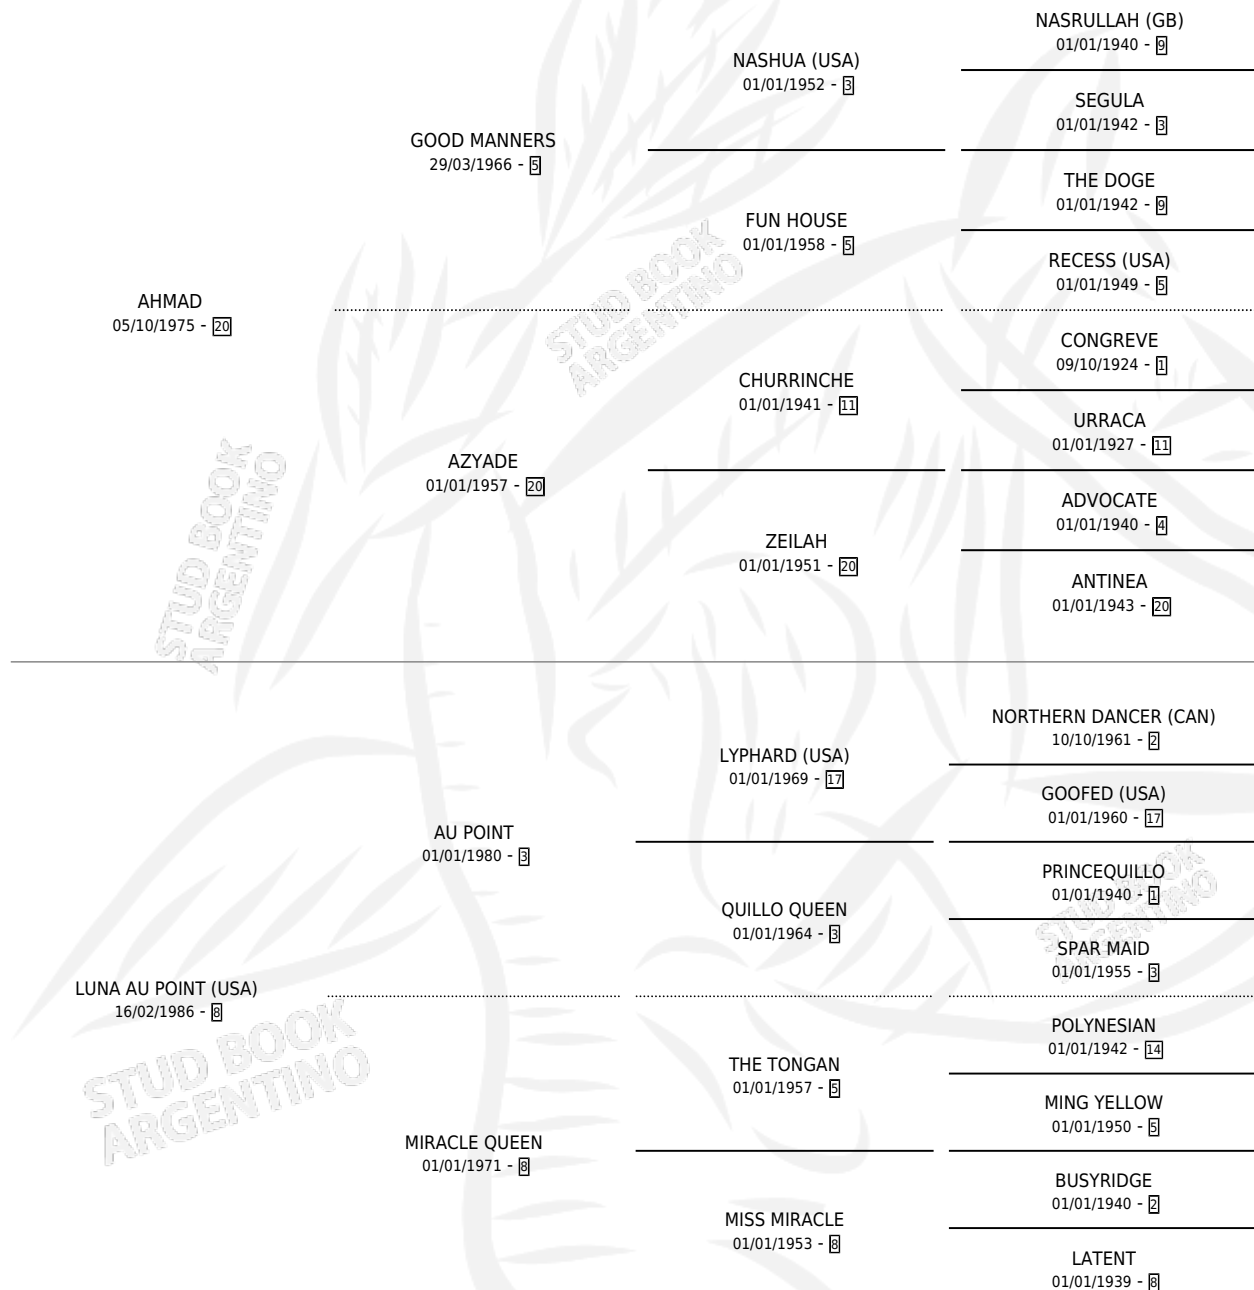 NASRULLAH (GB)
01/01/1940 - 9
NASHUA (USA)
01/01/1952 - 3
SEGULA
01/01/1942 - 3
GOOD MANNERS
29/03/1966 - 5
THE DOGE
01/01/1942 - 9
FUN HOUSE
01/01/1958 - 5
RECESS (USA)
01/01/1949 - 5
AHMAD
05/10/1975 - 20
CONGREVE
09/10/1924 - 1
CHURRINCHE
01/01/1941 - 11
URRACA
01/01/1927 - 11
AZYADE
01/01/1957 - 20
ADVOCATE
01/01/1940 - 4
ZEILAH
01/01/1951 - 20
ANTINEA
01/01/1943 - 20
STUD BOOK
ARGENTINO
STUD BOOK
ARGENTINO
NORTHERN DANCER (CAN)
10/10/1961 - 2
LYPHARD (USA)
01/01/1969 - 17
GOOFED (USA)
01/01/1960 - 17
AU POINT
01/01/1980 - 3
PRINCEQUILLO
01/01/1940 - 1
QUILLO QUEEN
01/01/1964 - 3
SPAR MAID
01/01/1955 - 3
LUNA AU POINT (USA)
16/02/1986 - 8
POLYNESIAN
01/01/1942 - 14
THE TONGAN
01/01/1957 - 5
MING YELLOW
01/01/1950 - 5
MIRACLE QUEEN
01/01/1971 - 8
BUSYRIDGE
01/01/1940 - 2
MISS MIRACLE
01/01/1953 - 8
LATENT
01/01/1939 - 8
STUD BOOK
ARGENTINO
STUD BOOK
ARGENTINO